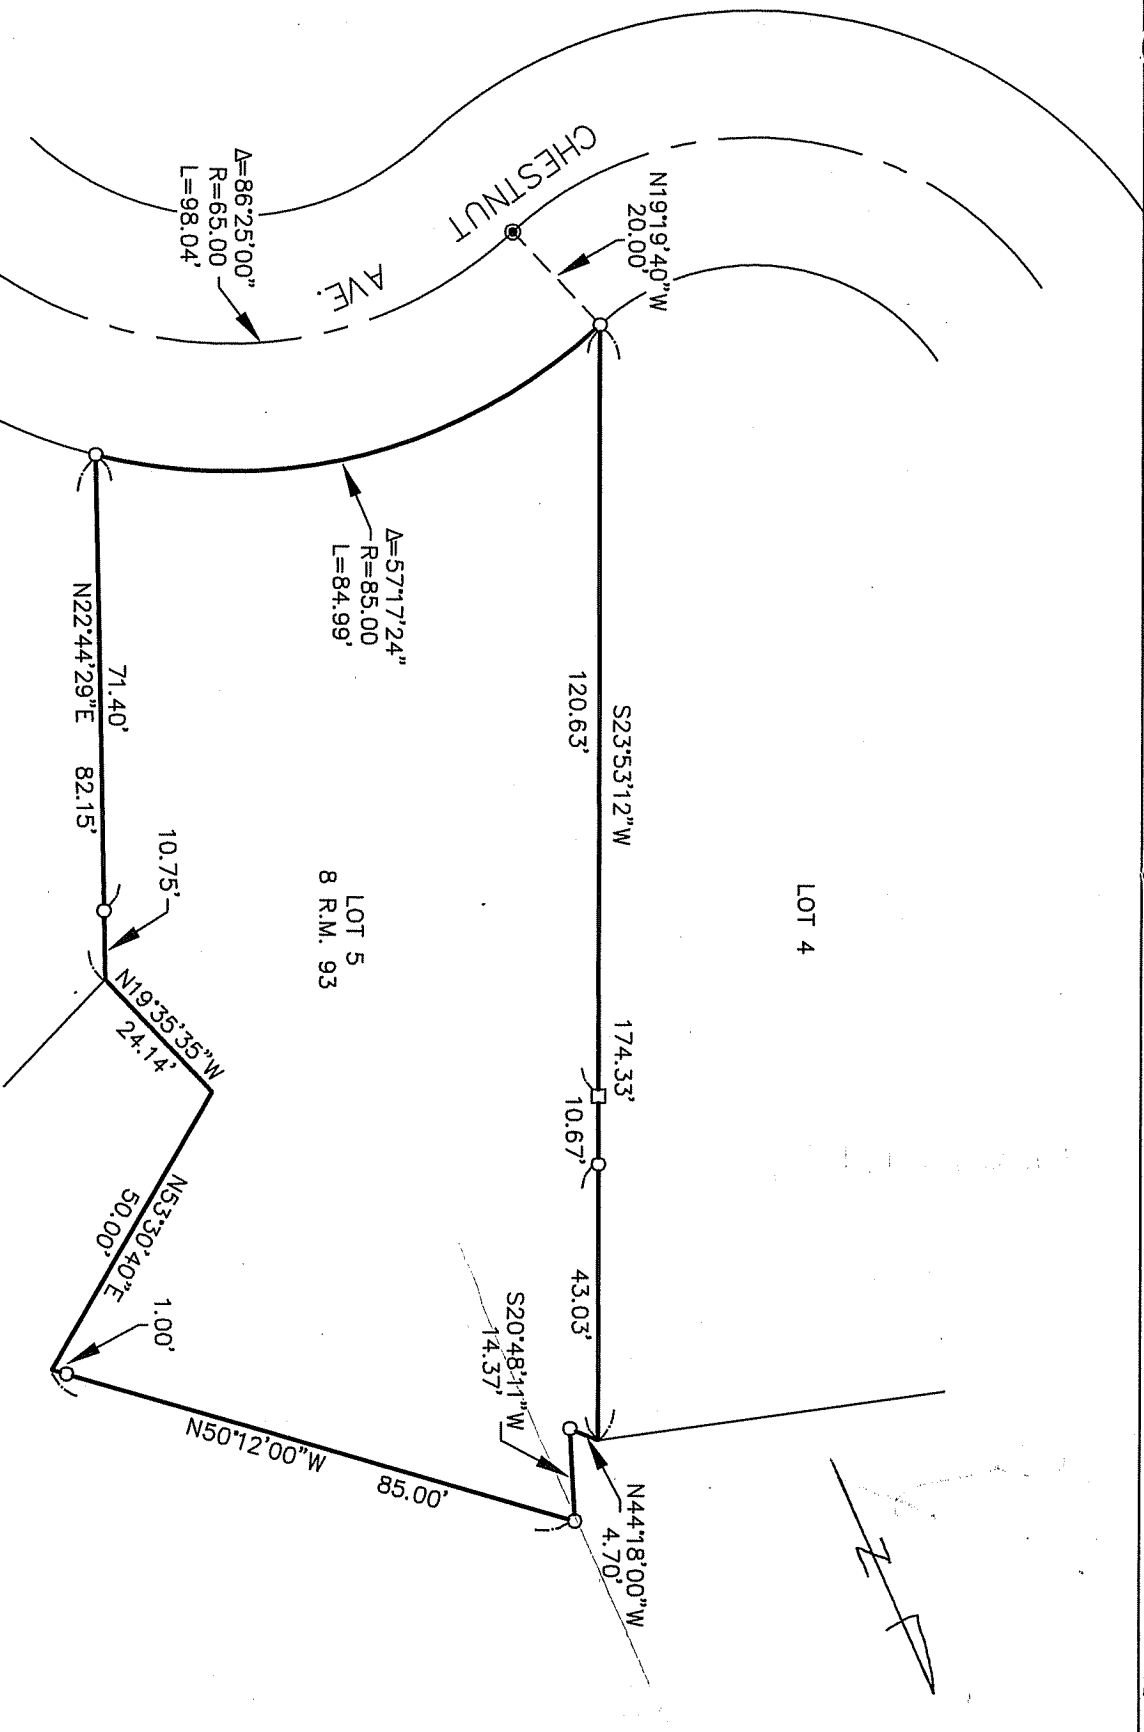 CHESTNUT
AVE.
N19°19'40"W
20.00'
Δ=86°25'00"
R=65.00
L=98.04'
Δ=57°17'24"
R=85.00
L=84.99'
S23°53'12"W
120.63'
174.33'
10.67'
43.03'
LOT 4
LOT 5
8 R.M. 93
71.40'
N22°44'29"E
82.15'
10.75'
N19°35'35"W
24.14'
N53°30'40"E
50.00'
1.00'
N50°12'00"W
85.00'
S20°48'11"W
14.37'
N44°18'00"W
4.70'
N